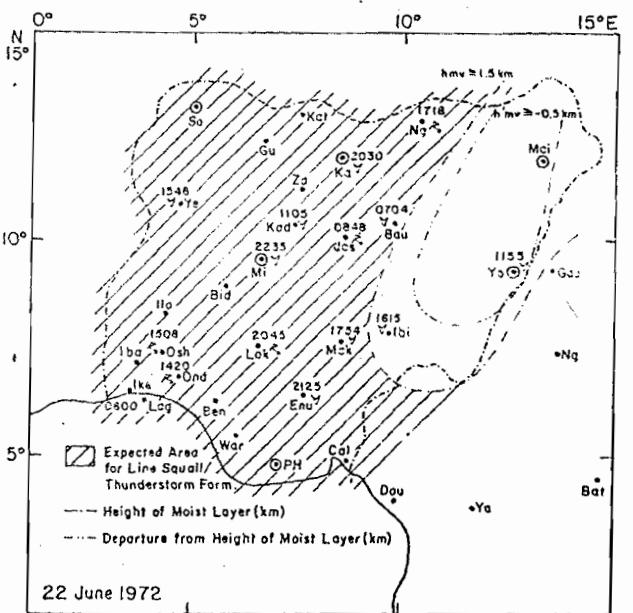 0° 5° 10° 15°E
N
15°
hmv ≥ 1.5 km
hmv ≥ -0.5 km
So
Kat
1718
Ng
Gu
2030
Ka
Mai
Za
1546
Ye
1105
Kad
0848
Jos
0704
Bau
10°
2235
Mi
1155
Yo
Bid
Ilo
1615
Ibi
1508
Iba
Osh
2045
Lok
1754
Mak
Ng
1420
Ond
Ike
0600
Lag
Ben
2125
Enu
War
5°
PH
Cal
Dou
Ya
Bat
Expected Area
for Line Squall/
Thunderstorm Form.
Height of Moist Layer (km)
Departure from Height of Moist Layer (km)
22 June 1972